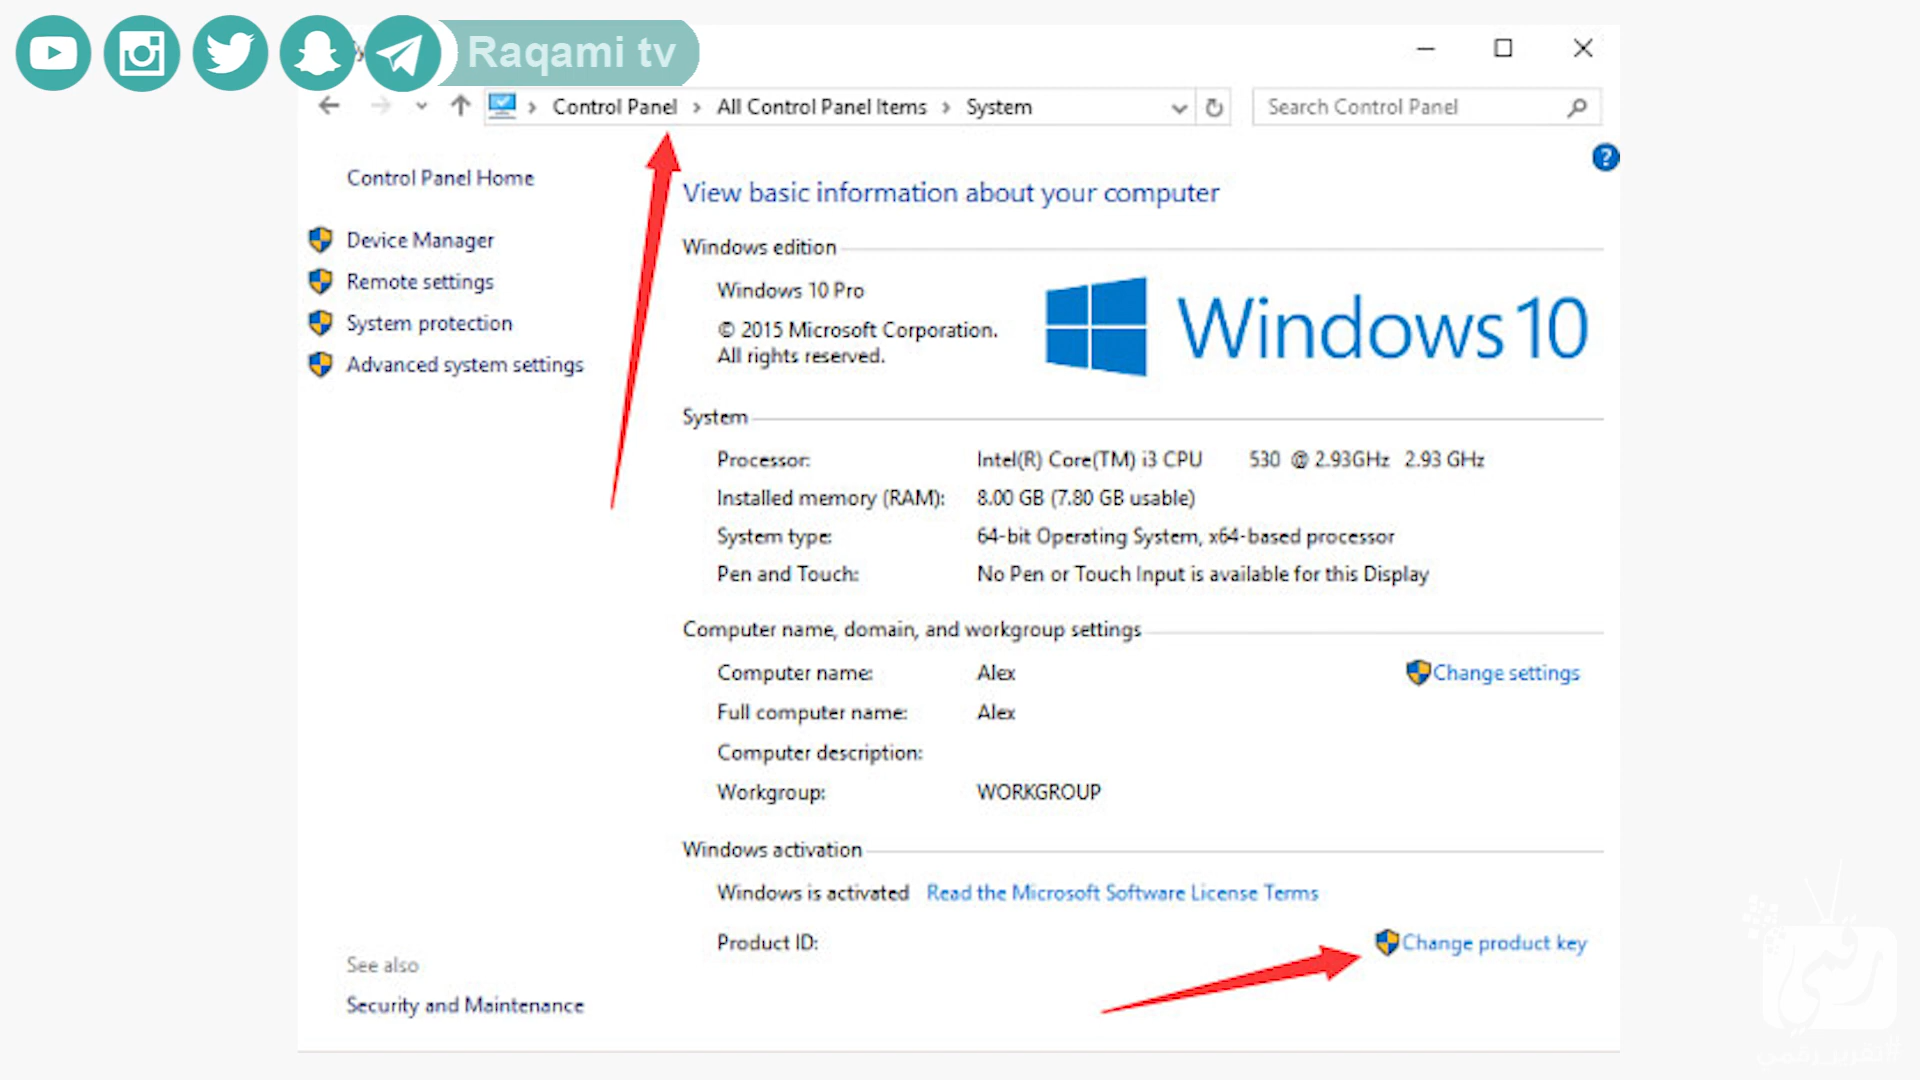 Raqami tv
Control Panel > All Control Panel Items > System
Search Control Panel
?
Control Panel Home
Device Manager
Remote settings
System protection
Advanced system settings
View basic information about your computer
Windows edition
Windows 10 Pro
© 2015 Microsoft Corporation.
All rights reserved.
Windows 10
System
Processor: Intel(R) Core(TM) i3 CPU 530 @ 2.93GHz 2.93 GHz
Installed memory (RAM): 8.00 GB (7.80 GB usable)
System type: 64-bit Operating System, x64-based processor
Pen and Touch: No Pen or Touch Input is available for this Display
Computer name, domain, and workgroup settings
Computer name: Alex
Change settings
Full computer name: Alex
Computer description:
Workgroup: WORKGROUP
Windows activation
Windows is activated Read the Microsoft Software License Terms
Product ID:
Change product key
See also
Security and Maintenance
رقمي